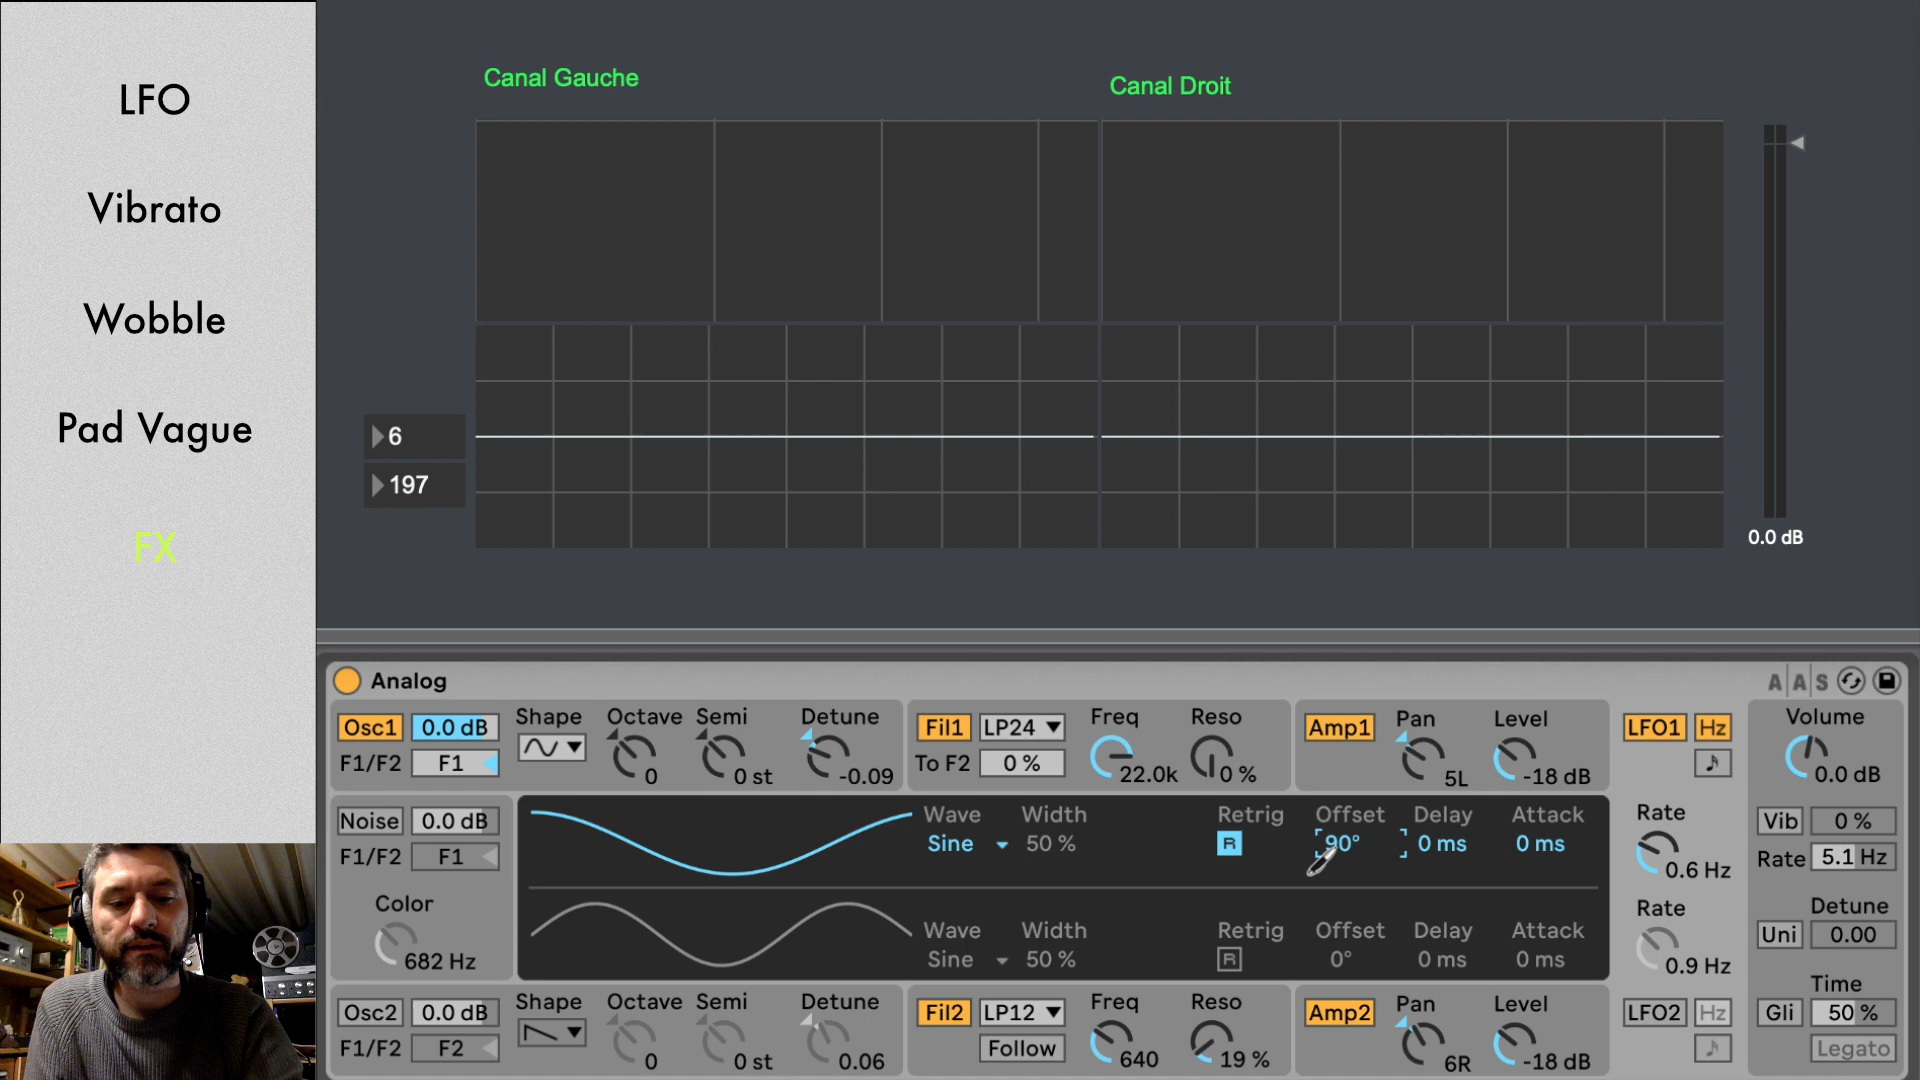 LFO
Vibrato
Wobble
Pad Vague
FX
Canal Gauche
Canal Droit
6
197
0.0 dB
Analog
A A S
Osc1 0.0 dB Shape Octave Semi Detune
F1/F2 F1 0 0 st -0.09
Fil1 LP24 Freq Reso
To F2 0 % 22.0k 0 %
Amp1 Pan Level
5L -18 dB
LFO1 Hz
Volume
0.0 dB
Noise 0.0 dB
F1/F2 F1
Color
682 Hz
Wave Width Retrig Offset Delay Attack
Sine 50 % R 90° 0 ms 0 ms
Wave Width Retrig Offset Delay Attack
Sine 50 % R 0° 0 ms 0 ms
Rate
0.6 Hz
Rate
0.9 Hz
Vib 0 %
Rate 5.1 Hz
Detune
Uni 0.00
Time
Gli 50 %
Legato
Osc2 0.0 dB Shape Octave Semi Detune
F1/F2 F2 0 0 st 0.06
Fil2 LP12 Freq Reso
Follow 640 19 %
Amp2 Pan Level
6R -18 dB
LFO2 Hz